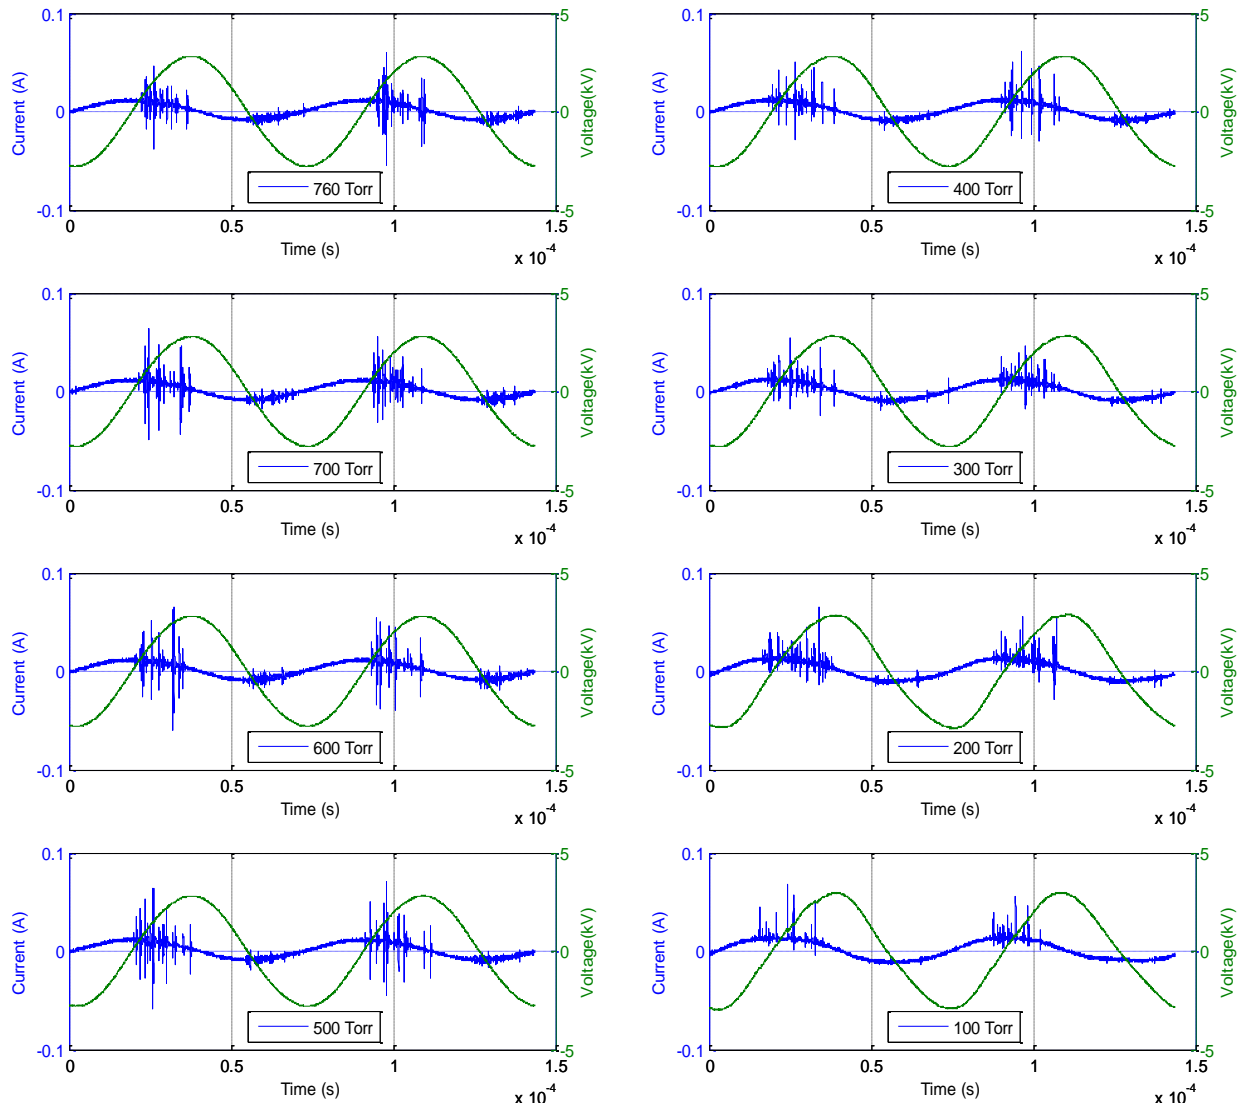 0.1
0
-0.1
Current (A)
5
0
-5
Voltage(kV)
760 Torr
0
0.5
1
1.5
Time (s)
x 10^-4
0.1
0
-0.1
Current (A)
5
0
-5
Voltage(kV)
400 Torr
0
0.5
1
1.5
Time (s)
x 10^-4
0.1
0
-0.1
Current (A)
5
0
-5
Voltage(kV)
700 Torr
0
0.5
1
1.5
Time (s)
x 10^-4
0.1
0
-0.1
Current (A)
5
0
-5
Voltage(kV)
300 Torr
0
0.5
1
1.5
Time (s)
x 10^-4
0.1
0
-0.1
Current (A)
5
0
-5
Voltage(kV)
600 Torr
0
0.5
1
1.5
Time (s)
x 10^-4
0.1
0
-0.1
Current (A)
5
0
-5
Voltage(kV)
200 Torr
0
0.5
1
1.5
Time (s)
x 10^-4
0.1
0
-0.1
Current (A)
5
0
-5
Voltage(kV)
500 Torr
0
0.5
1
1.5
Time (s)
x 10^-4
0.1
0
-0.1
Current (A)
5
0
-5
Voltage(kV)
100 Torr
0
0.5
1
1.5
Time (s)
x 10^-4